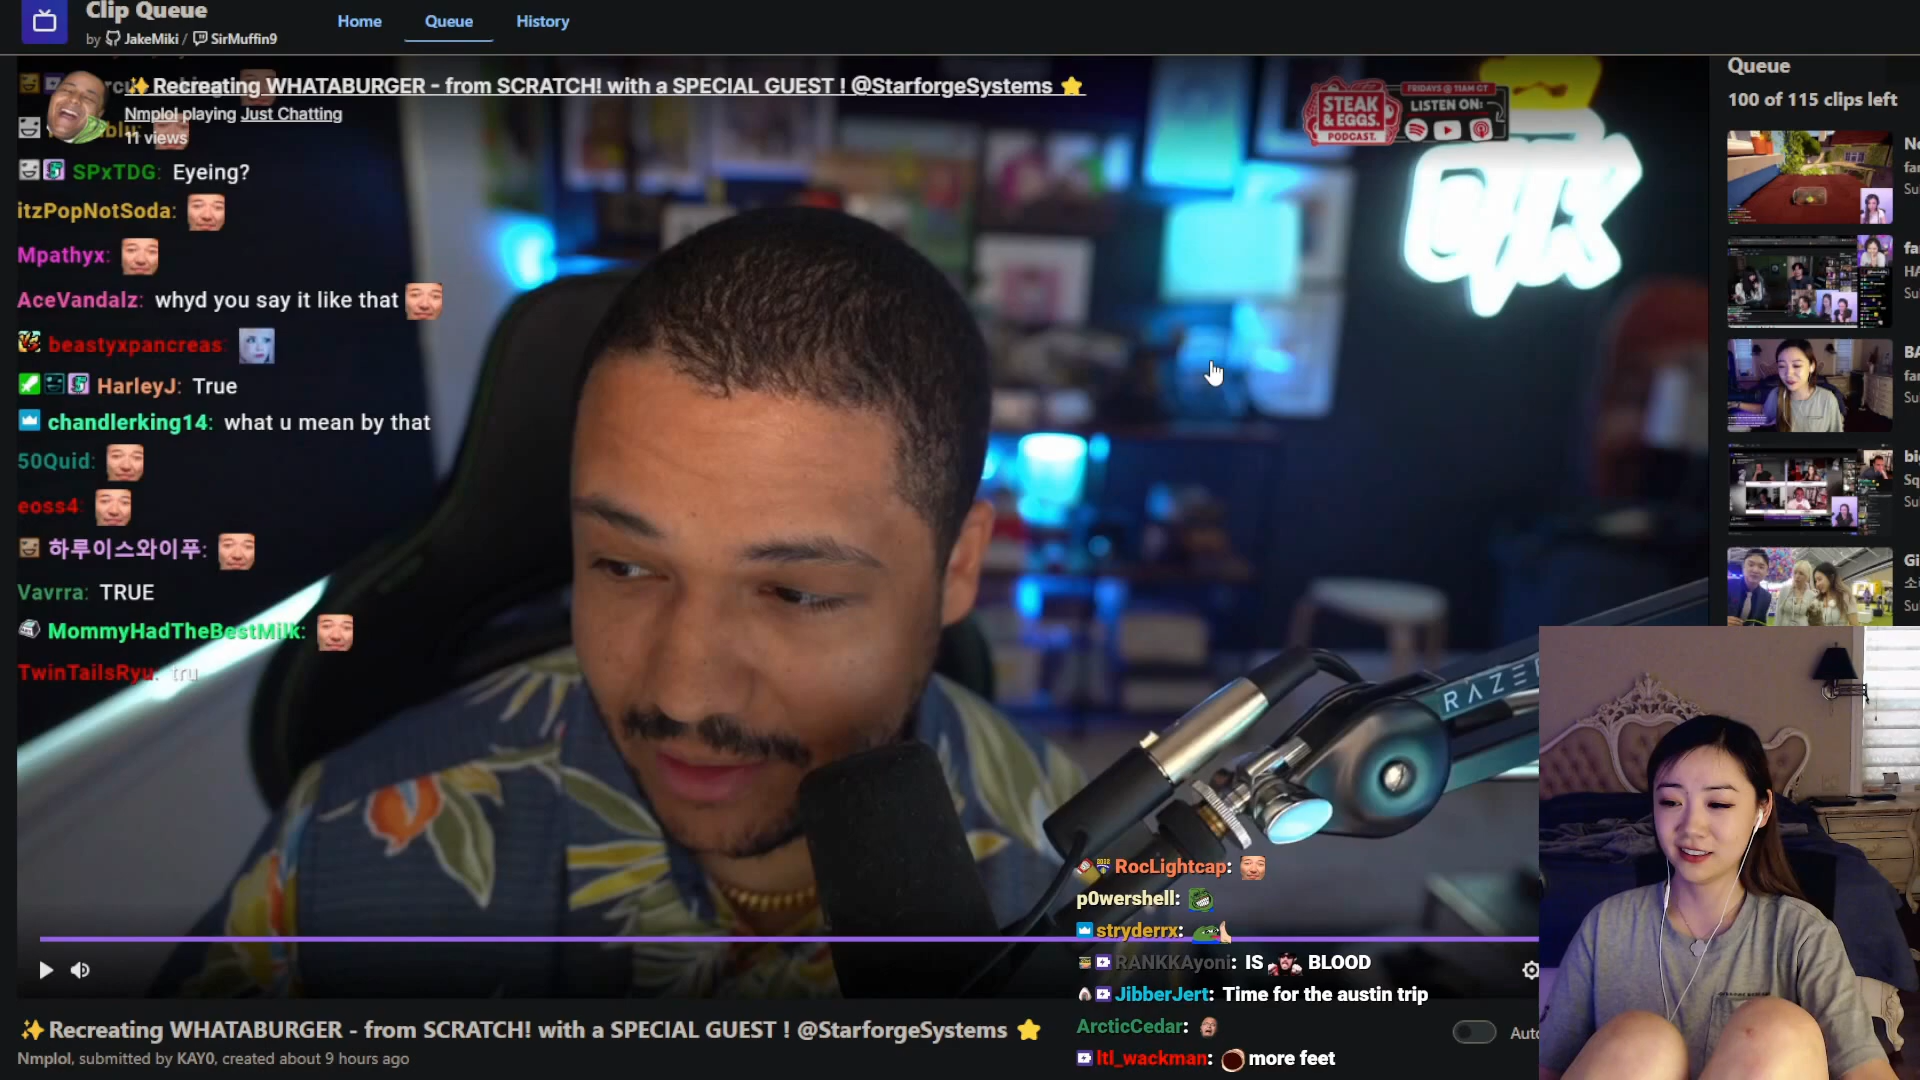 Clip Queue
by JakeMiki / SirMuffin9
Home
Queue
History
✨Recreating WHATABURGER - from SCRATCH! with a SPECIAL GUEST ! @StarforgeSystems ⭐
Nmplol playing Just Chatting
11 views
SPxTDG: Eyeing?
itzPopNotSoda:
Mpathyx:
AceVandalz: whyd you say it like that
beastyxpancreas:
HarleyJ: True
chandlerking14: what u mean by that
50Quid:
eoss4:
하루이스와이푸:
Vavrra: TRUE
MommyHadTheBestMilk:
TwinTailsRyu: tru
STEAK & EGGS. PODCAST.
FRIDAYS @ 11AM CT
LISTEN ON:
RAZER
RocLightcap:
p0wershell:
stryderrx:
RANKKAyoni: IS BLOOD
JibberJert: Time for the austin trip
ArcticCedar:
ltl_wackman: more feet
✨Recreating WHATABURGER - from SCRATCH! with a SPECIAL GUEST ! @StarforgeSystems ⭐
Nmplol, submitted by KAY0, created about 9 hours ago
Queue
100 of 115 clips left